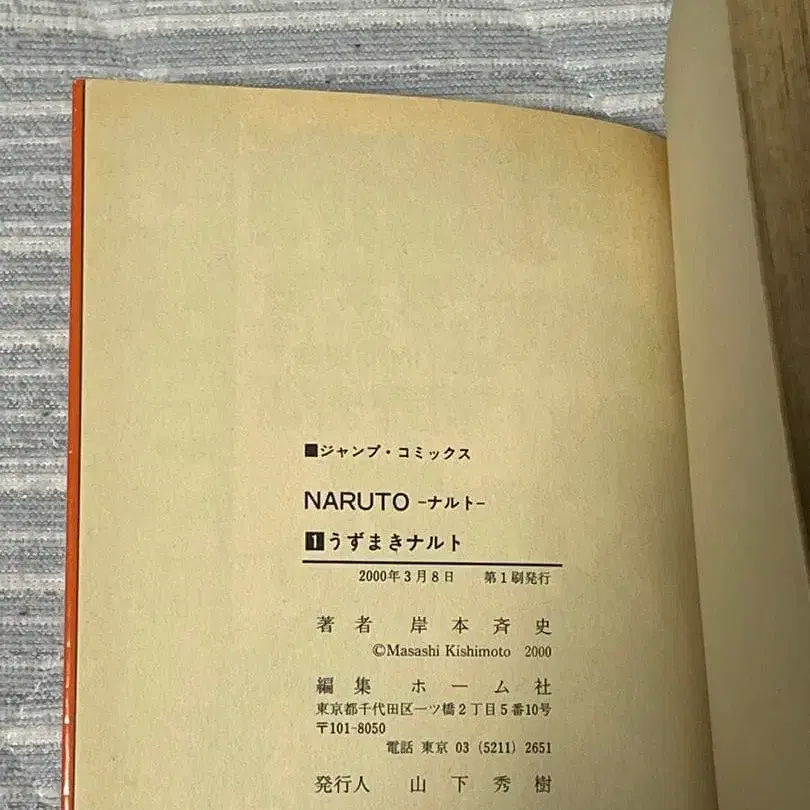 ■ジャンプ・コミックス
NARUTO -ナルト-
1うずまきナルト
2000年3月8日 第1刷発行
著者 岸本斉史
©Masashi Kishimoto 2000
編集 ホーム社
東京都千代田区一ツ橋2丁目5番10号
〒101-8050
電話 東京 03 (5211) 2651
発行人 山下秀樹